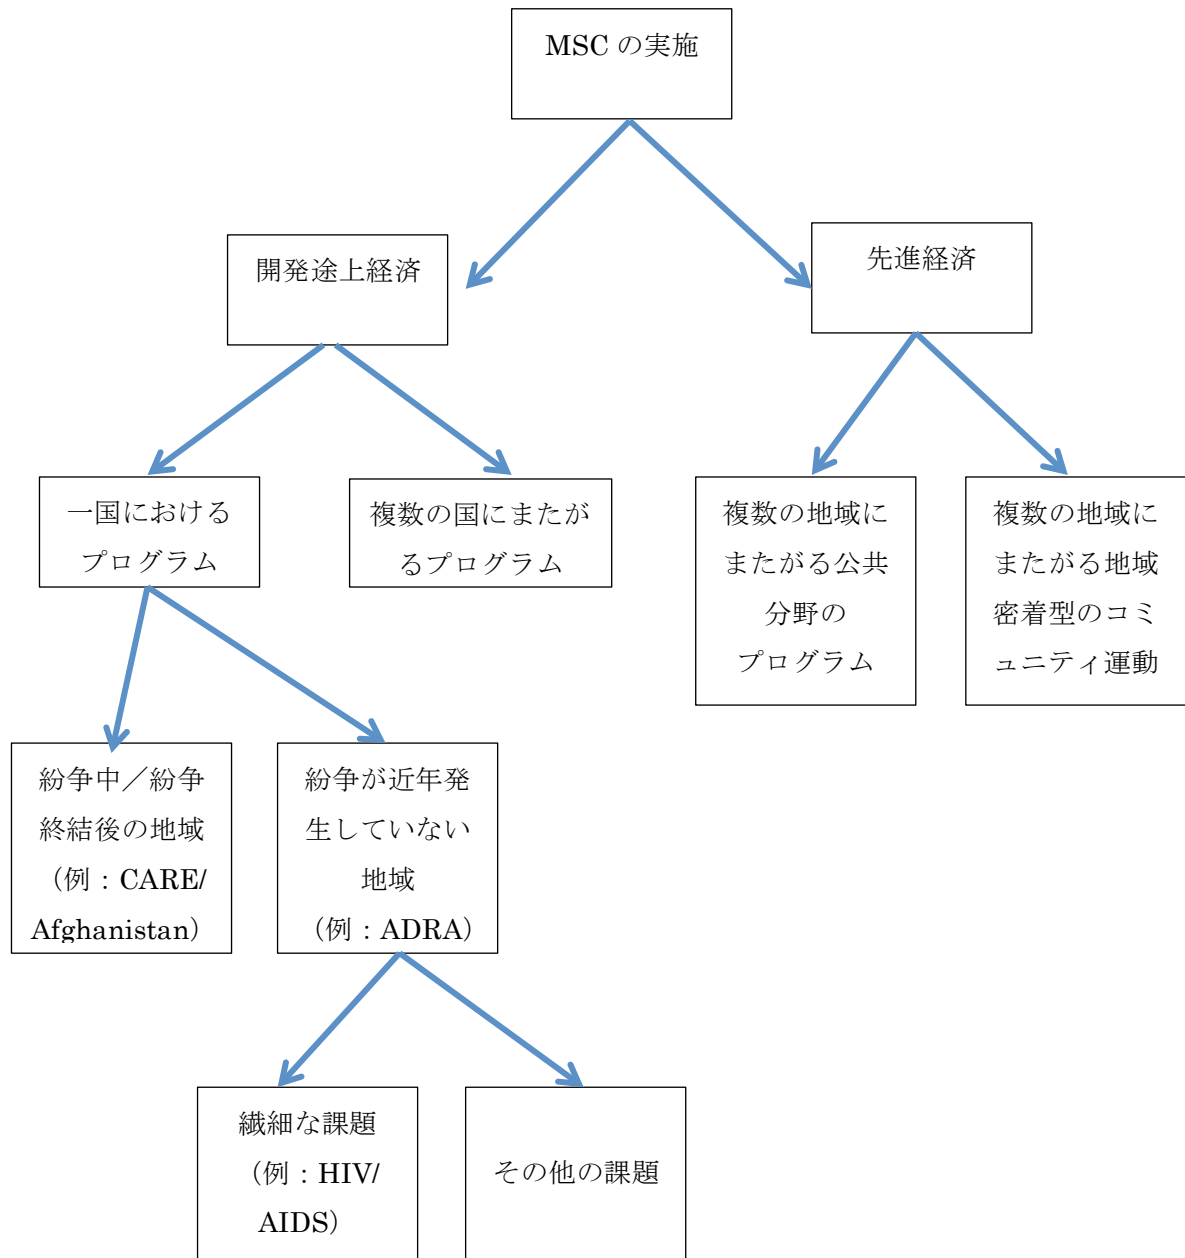 MSC の実施
開発途上経済
先進経済
一国における
プログラム
複数の国にまたが
るプログラム
複数の地域に
またがる公共
分野の
プログラム
複数の地域に
またがる地域
密着型のコミ
ュニティ運動
紛争中／紛争
終結後の地域
（例：CARE/
Afghanistan）
紛争が近年発
生していない
地域
（例：ADRA）
繊細な課題
（例：HIV/
AIDS）
その他の課題